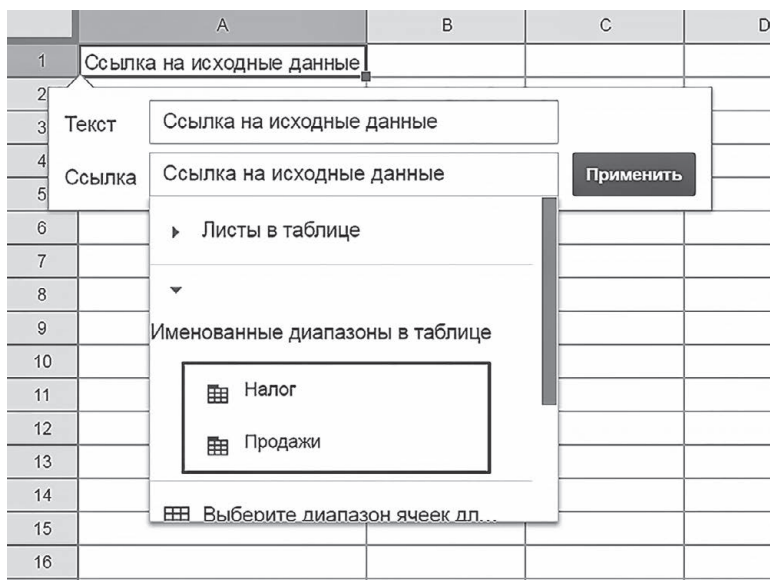 A B C D
1 Ссылка на исходные данные
2
3 Текст Ссылка на исходные данные
4
Ссылка Ссылка на исходные данные Применить
5
6 Листы в таблице
7
8
9 Именованные диапазоны в таблице
10
11 Налог
12
Продажи
13
14
Выберите диапазон ячеек дл...
15
16